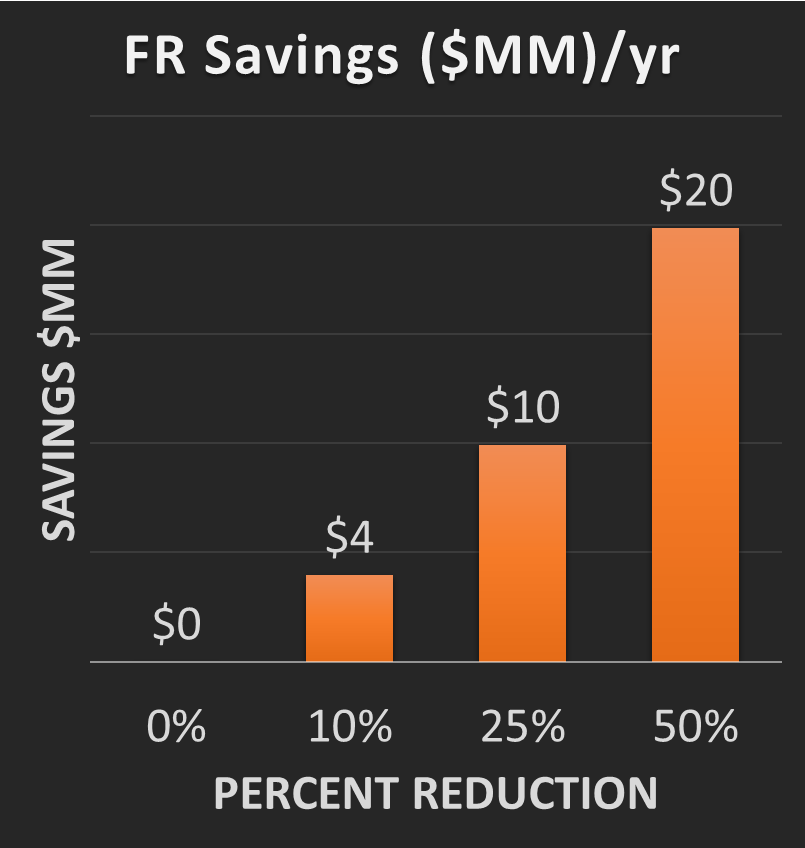 FR Savings ($MM)/yr
SAVINGS $MM
$20
$10
$4
$0
0% 10% 25% 50%
PERCENT REDUCTION